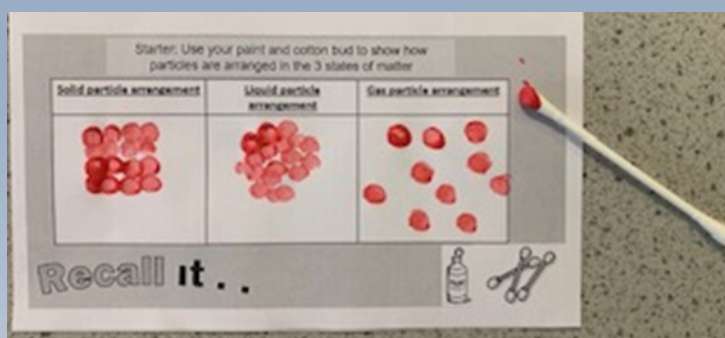 Starter: Use your paint and cotton bud to show how
particles are arranged in the 3 states of matter
Solid particle arrangement
Liquid particle
arrangement
Gas particle arrangement
Recall it . .